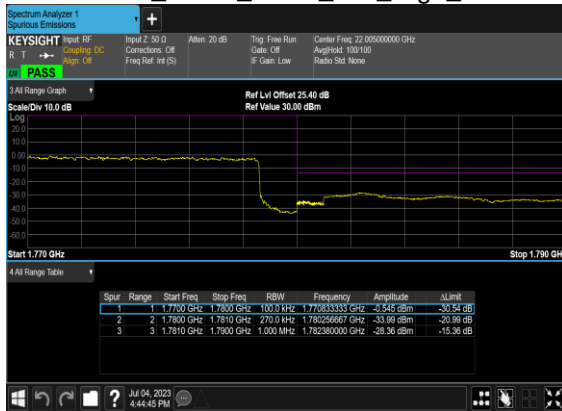 Spectrum Analyzer 1
Spurious Emissions
+
KEYSIGHT Input: RF Input Z: 50 Ω Atten: 20 dB Trig: Free Run Center Freq: 22.005000000 GHz
R T Coupling: DC Corrections: Off Gate: Off Avg|Hold: 100/100
Align: Off Freq Ref: Int (S) IF Gain: Low Radio Std: None
PASS
3 All Range Graph
Ref Lvl Offset 25.40 dB
Scale/Div 10.0 dB Ref Value 30.00 dBm
Log
20.0
10.0
0.00
-10.0
-20.0
-30.0
-40.0
-50.0
-60.0
Start 1.770 GHz Stop 1.790 GH
4 All Range Table
Spur Range Start Freq Stop Freq RBW Frequency Amplitude ΔLimit
1 1 1.7700 GHz 1.7800 GHz 100.0 kHz 1.770833333 GHz -0.545 dBm -30.54 dB
2 2 1.7800 GHz 1.7810 GHz 270.0 kHz 1.780256667 GHz -33.99 dBm -20.99 dB
3 3 1.7810 GHz 1.7900 GHz 1.000 MHz 1.782380000 GHz -28.36 dBm -15.36 dB
? Jul 04, 2023
4:44:45 PM